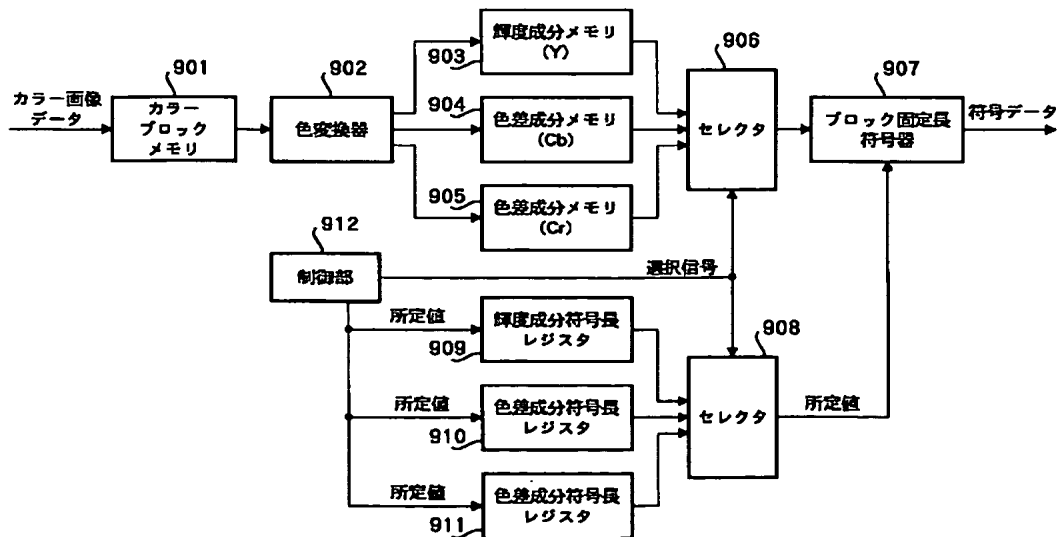 901
カラー画像
データ
カラー
ブロック
メモリ
902
色変換器
903
輝度成分メモリ
(Y)
904
色差成分メモリ
(Cb)
905
色差成分メモリ
(Cr)
906
セレクタ
907
ブロック固定長
符号器
符号データ
912
制御部
選択信号
所定値
輝度成分符号長
レジスタ
909
所定値
色差成分符号長
レジスタ
910
所定値
色差成分符号長
レジスタ
911
908
セレクタ
所定値